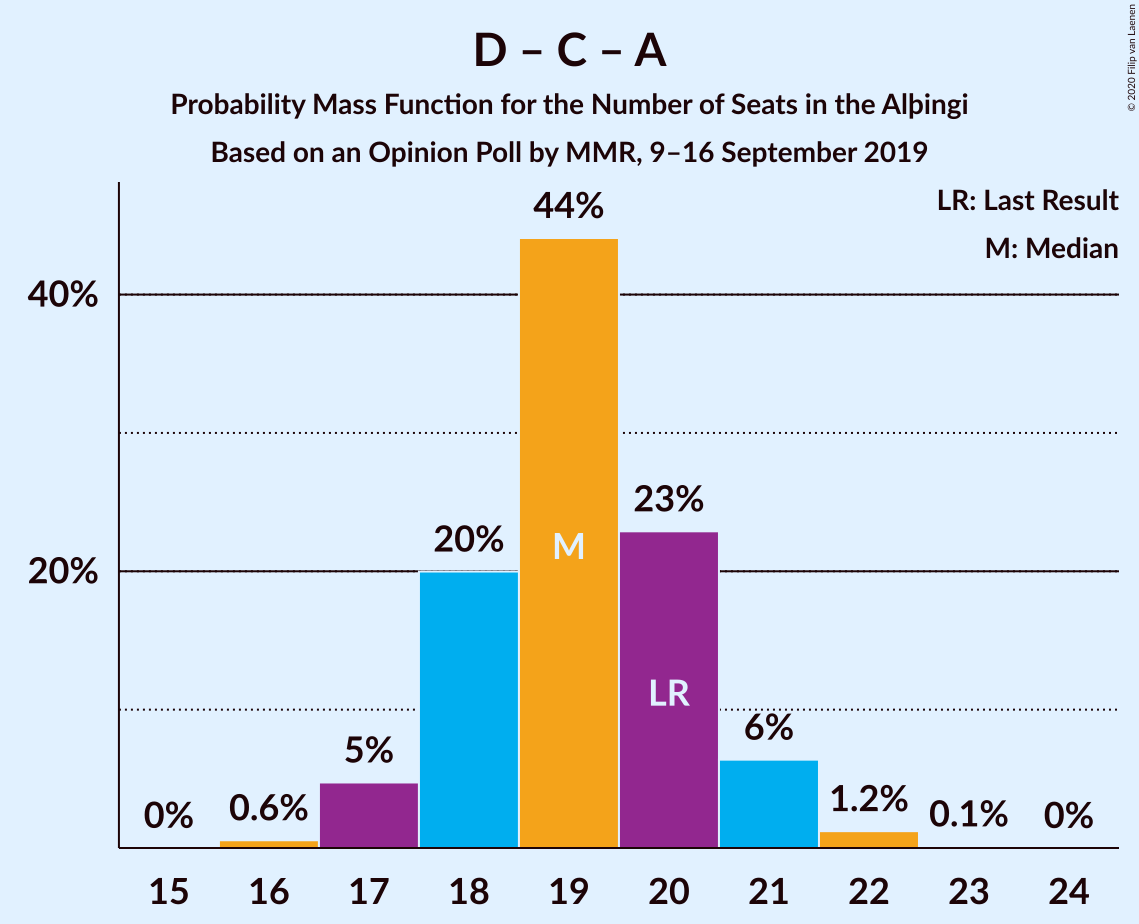 D – C – A
Probability Mass Function for the Number of Seats in the Alþingi
Based on an Opinion Poll by MMR, 9–16 September 2019
© 2020 Filip van Laenen
LR: Last Result
M: Median
44%
40%
23%
20%
M
20%
LR
6%
5%
1.2%
0.6%
0.1%
0%
0%
15 16 17 18 19 20 21 22 23 24